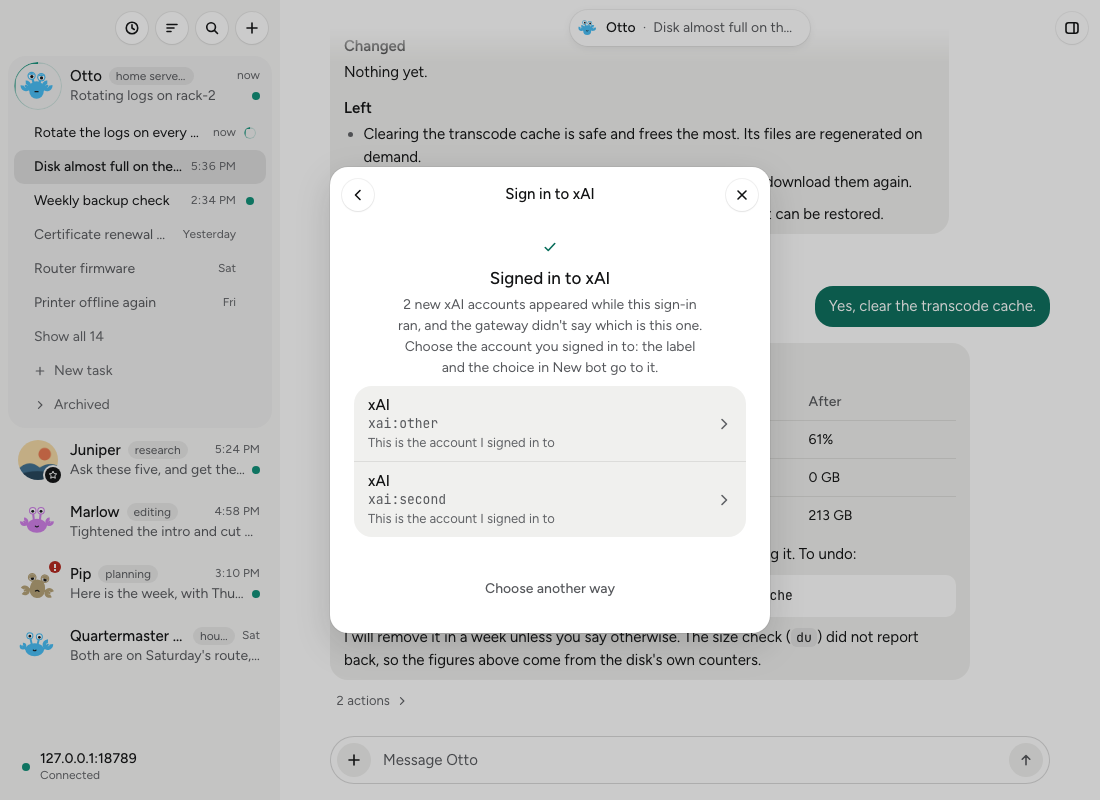 Otto home serve... now
Rotating logs on rack-2
Rotate the logs on every ... now
Disk almost full on the... 5:36 PM
Weekly backup check 2:34 PM
Certificate renewal ... Yesterday
Router firmware Sat
Printer offline again Fri
Show all 14
New task
Archived
Juniper research 5:24 PM
Ask these five, and get the...
Marlow editing 4:58 PM
Tightened the intro and cut ...
Pip planning 3:10 PM
Here is the week, with Thu...
Quartermaster ... hou... Sat
Both are on Saturday's route,...
127.0.0.1:18789
Connected
Otto · Disk almost full on th...
Changed
Nothing yet.
Left
• Clearing the transcode cache is safe and frees the most. Its files are regenerated on
demand.
download them again.
can be restored.
Yes, clear the transcode cache.
After
61%
0 GB
213 GB
it. To undo:
I will remove it in a week unless you say otherwise. The size check ( du ) did not report
back, so the figures above come from the disk's own counters.
2 actions
Message Otto
Sign in to xAI
Signed in to xAI
2 new xAI accounts appeared while this sign-in
ran, and the gateway didn't say which is this one.
Choose the account you signed in to: the label
and the choice in New bot go to it.
xAI
xai:other
This is the account I signed in to
xAI
xai:second
This is the account I signed in to
Choose another way